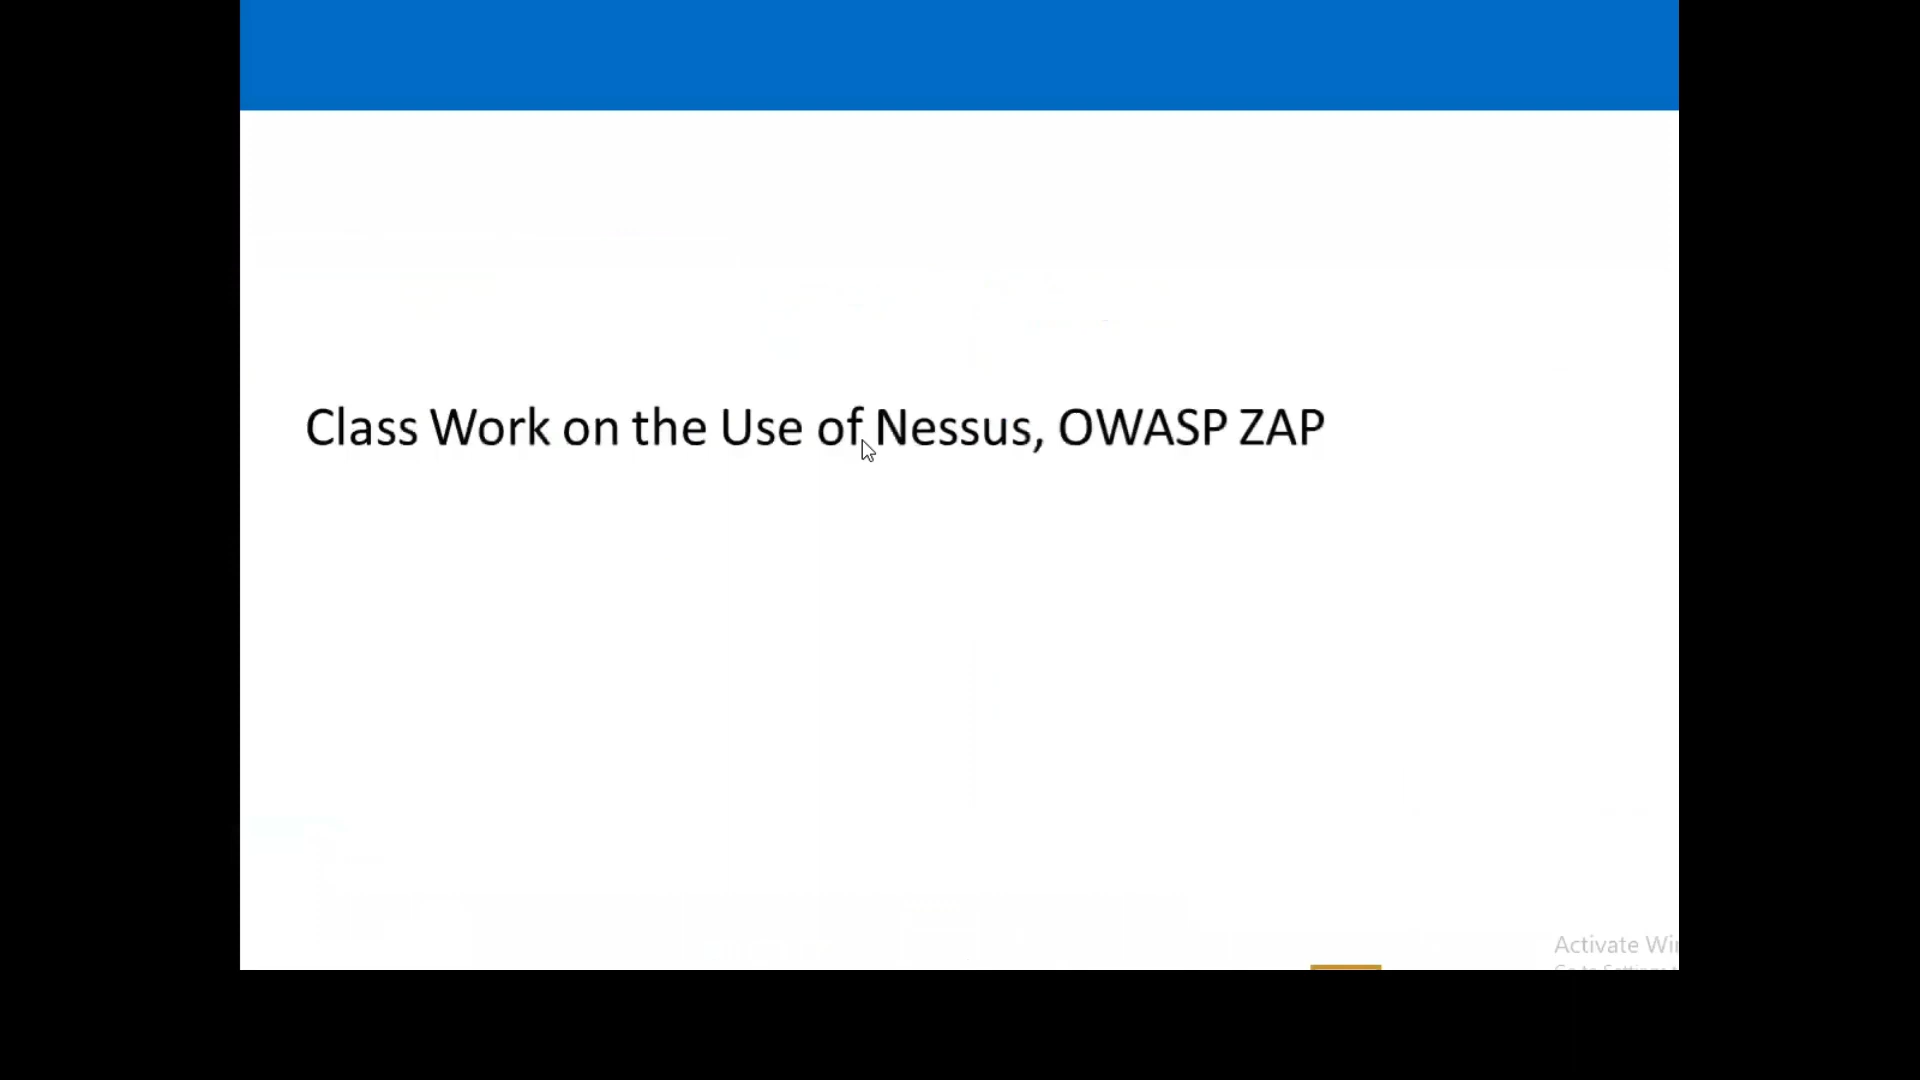 Class Work on the Use of Nessus, OWASP ZAP
Activate Wi